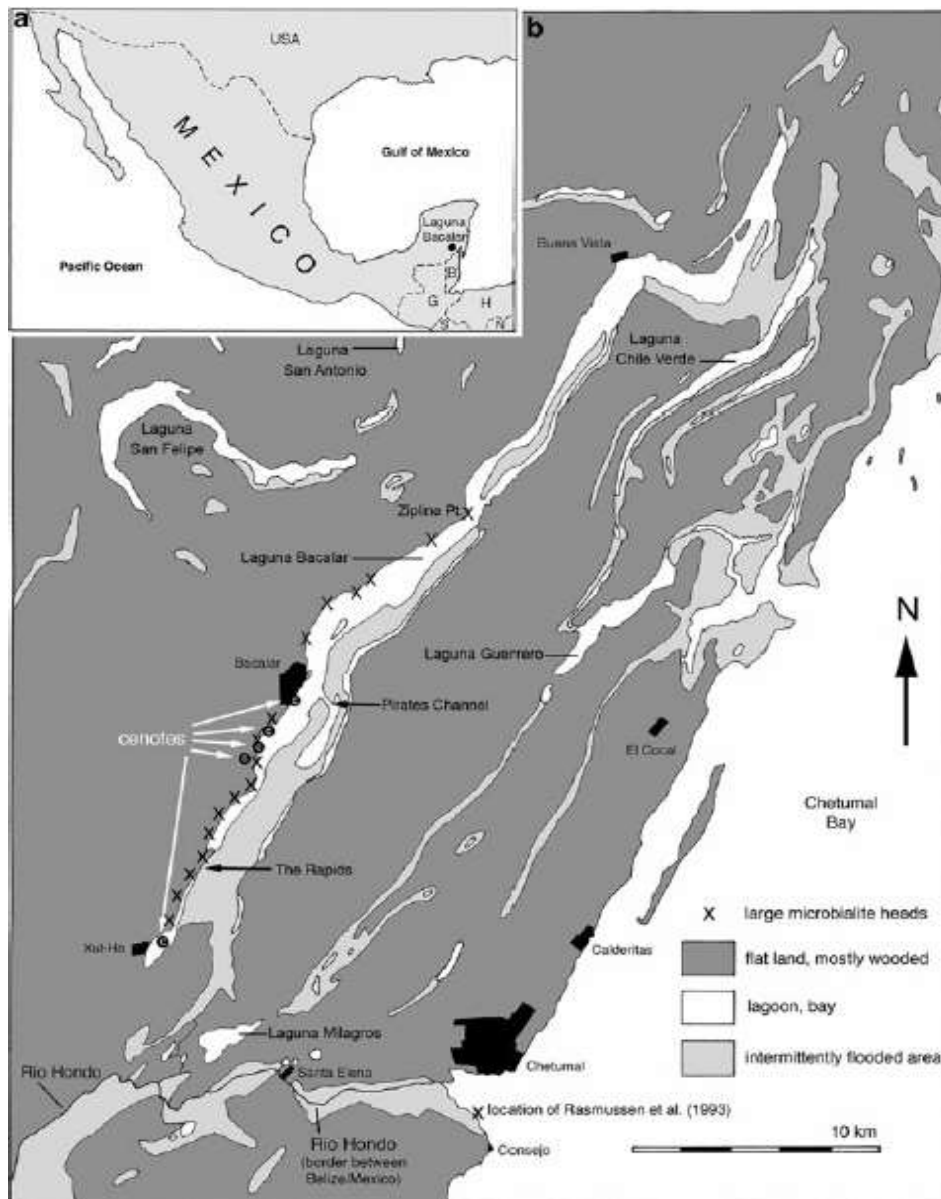 a
USA
MEXICO
Gulf of Mexico
Laguna
Bacalar
Pacific Ocean
B
G
H
S
N
b
Buena Vista
Laguna
Chile Verde
Laguna
San Antonio
Laguna
San Felipe
Zipline Pt.
Laguna Bacalar
N
Bacalar
Laguna Guerrero
Pirates Channel
cenotes
c
c
c
c
El Cocal
Chetumal
Bay
The Rapids
X large microbialite heads
Xul-Ha
c
Calderitas
flat land, mostly wooded
lagoon, bay
Laguna Milagros
intermittently flooded area
Chetumal
Rio Hondo
Santa Elena
X location of Rasmussen et al. (1993)
Rio Hondo
(border between
Belize/Mexico)
Consejo
10 km